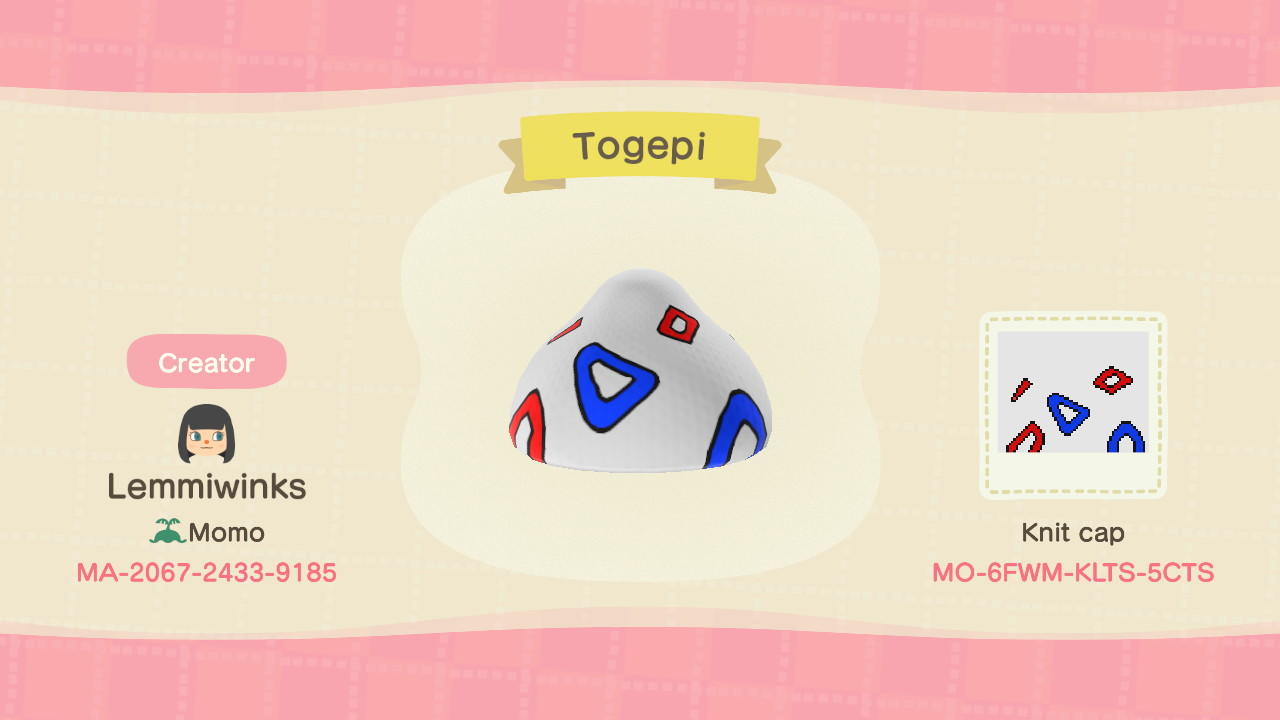 Togepi
Creator
Lemmiwinks
Momo
MA-2067-2433-9185
Knit cap
MO-6FWM-KLTS-5CTS